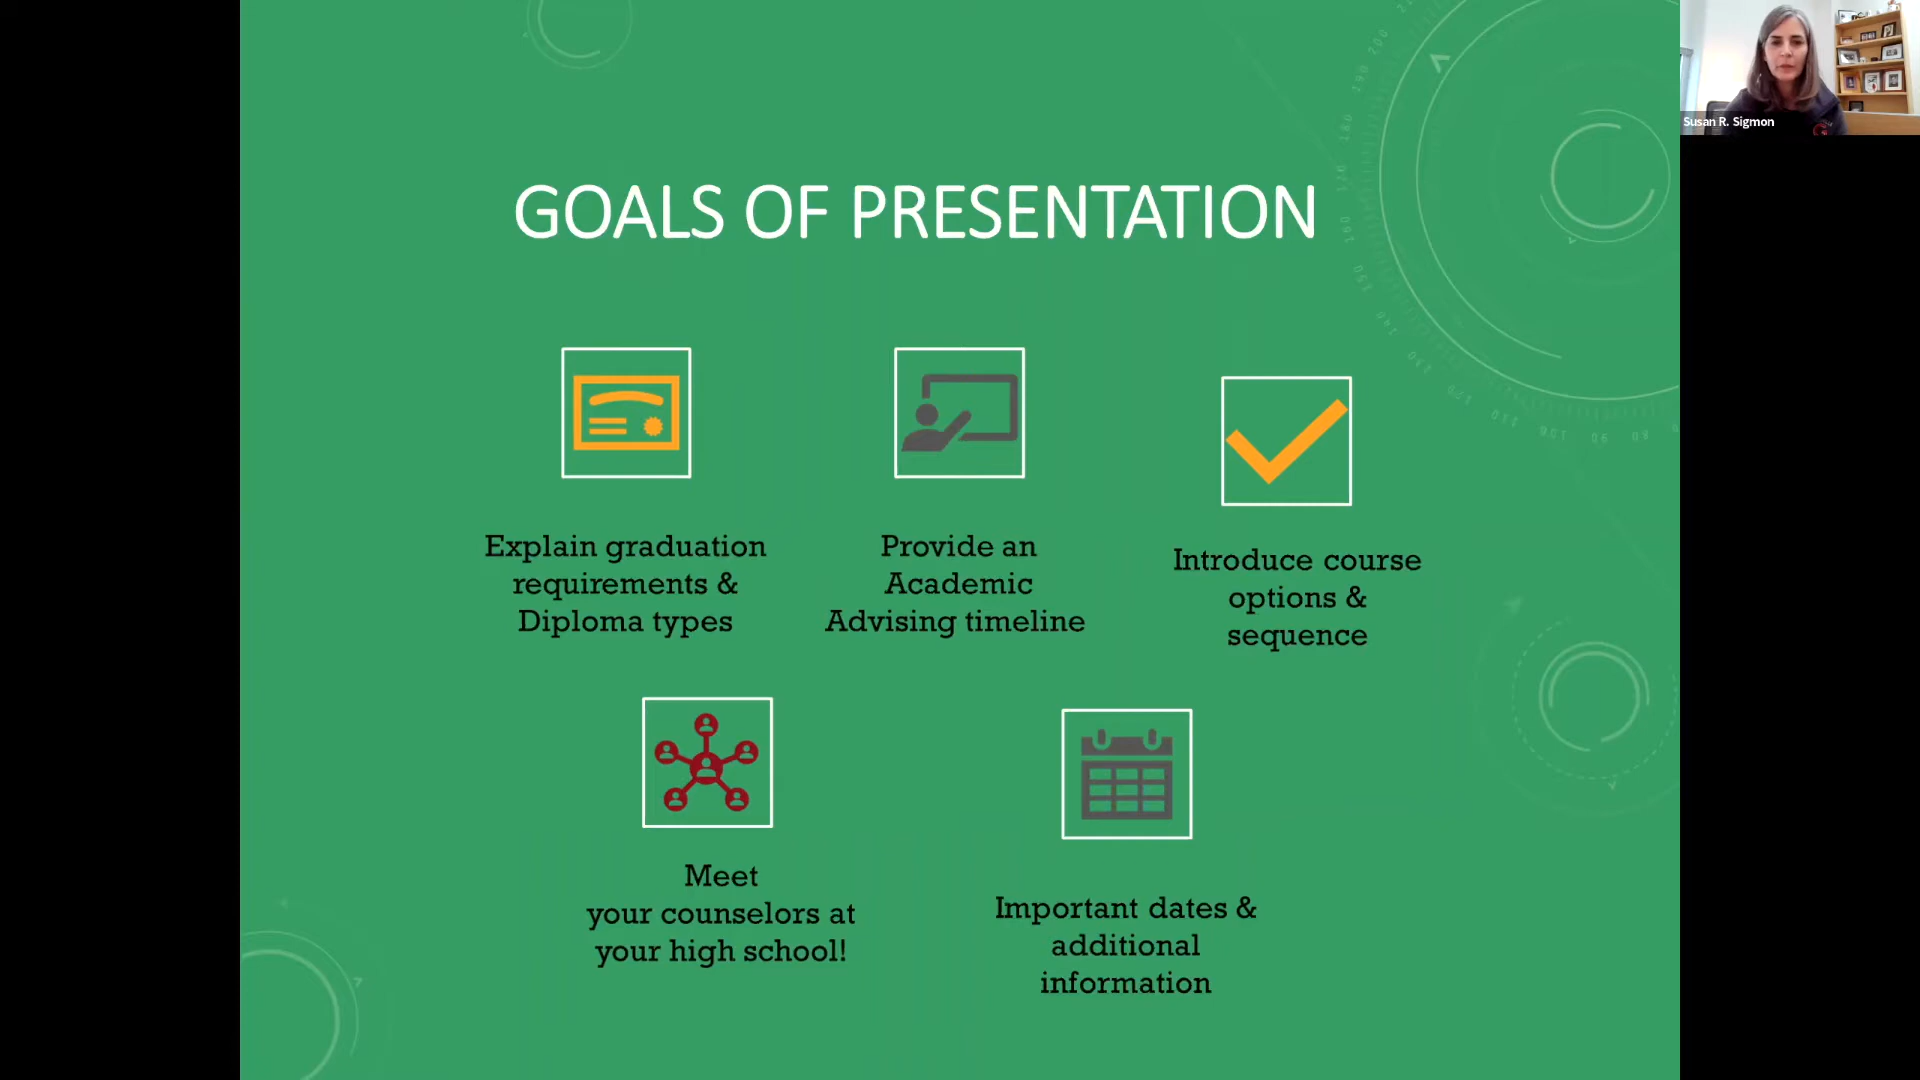 Susan R. Sigmon
GOALS OF PRESENTATION
Explain graduation
requirements &
Diploma types
Provide an
Academic
Advising timeline
Introduce course
options &
sequence
Meet
your counselors at
your high school!
Important dates &
additional
information